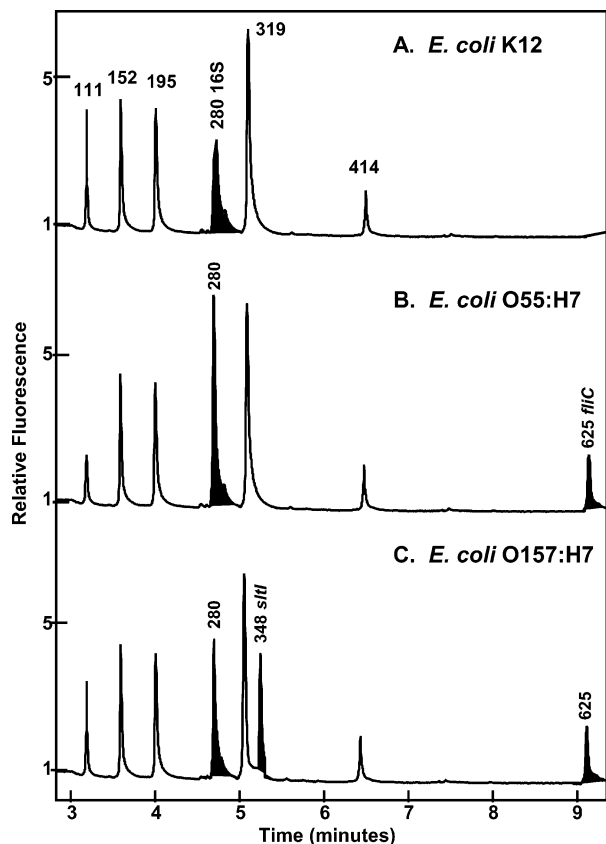 A. E. coli K12
319
111
152
195
280 16S
414
5
1
B. E. coli O55:H7
280
625 fliC
5
1
Relative Fluorescence
C. E. coli O157:H7
280
348 sltI
625
5
1
3 4 5 6 7 8 9
Time (minutes)